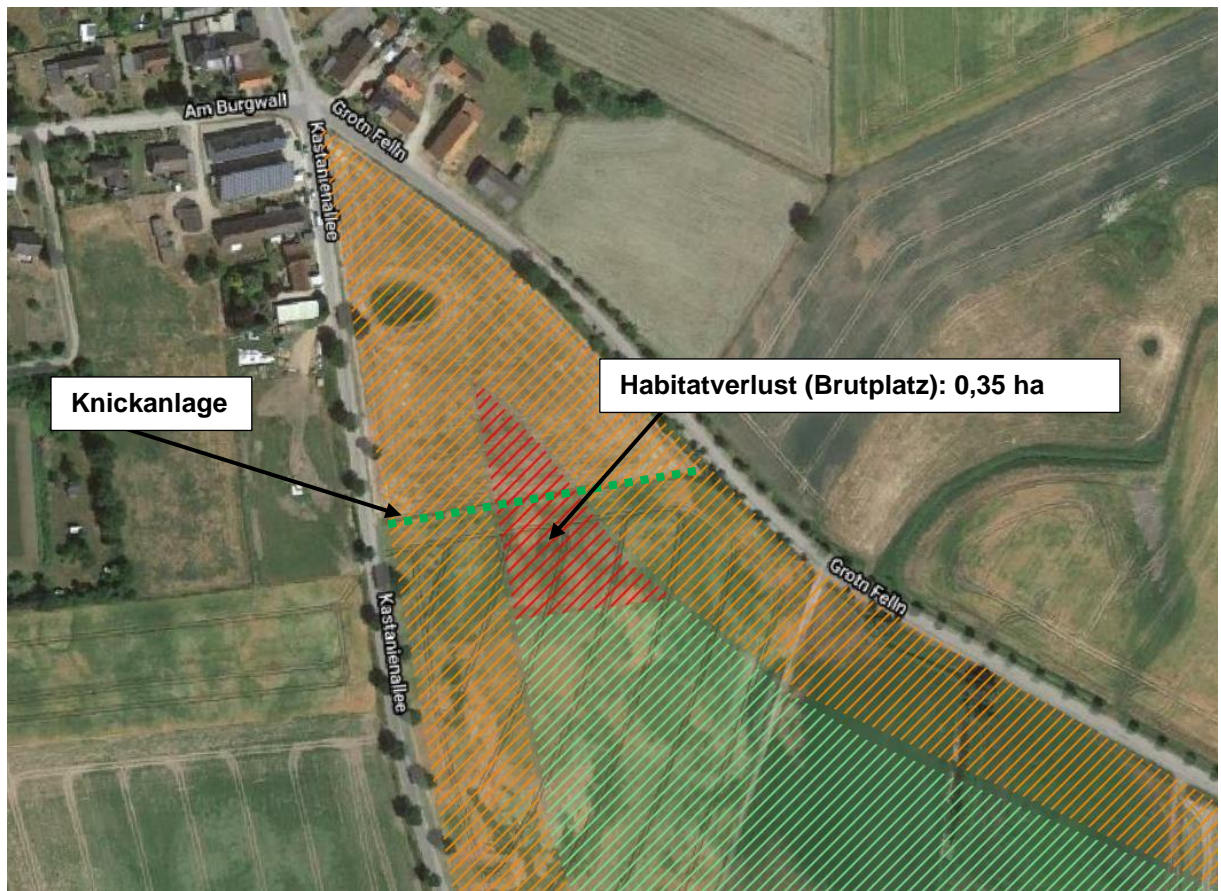 Am Burgwall
Grotn Felln
Kastanienallee
Knickanlage
Habitatverlust (Brutplatz): 0,35 ha
Grotn Felln
Kastanienallee